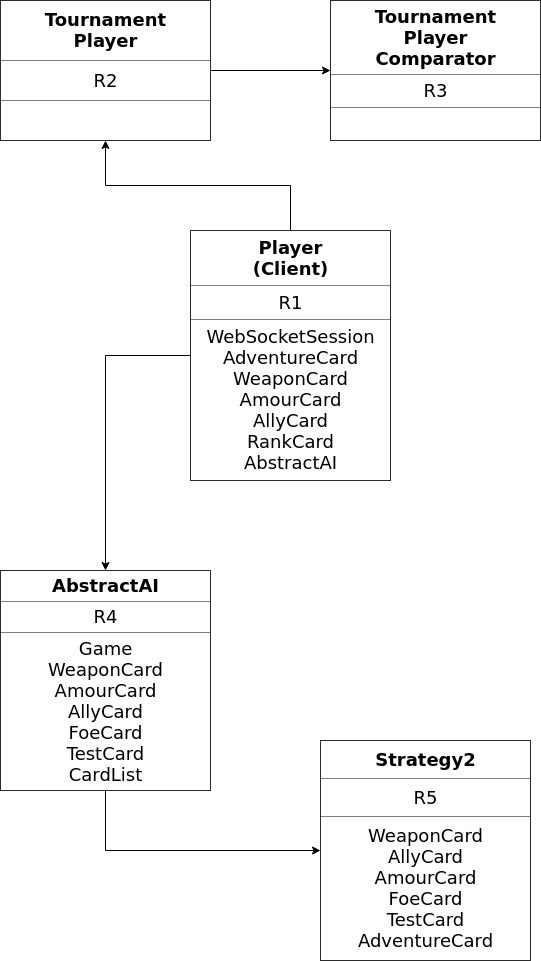 Tournament
Player
R2
Tournament
Player
Comparator
R3
Player
(Client)
R1
WebSocketSession
AdventureCard
WeaponCard
AmourCard
AllyCard
RankCard
AbstractAI
AbstractAI
R4
Game
WeaponCard
AmourCard
AllyCard
FoeCard
TestCard
CardList
Strategy2
R5
WeaponCard
AllyCard
AmourCard
FoeCard
TestCard
AdventureCard